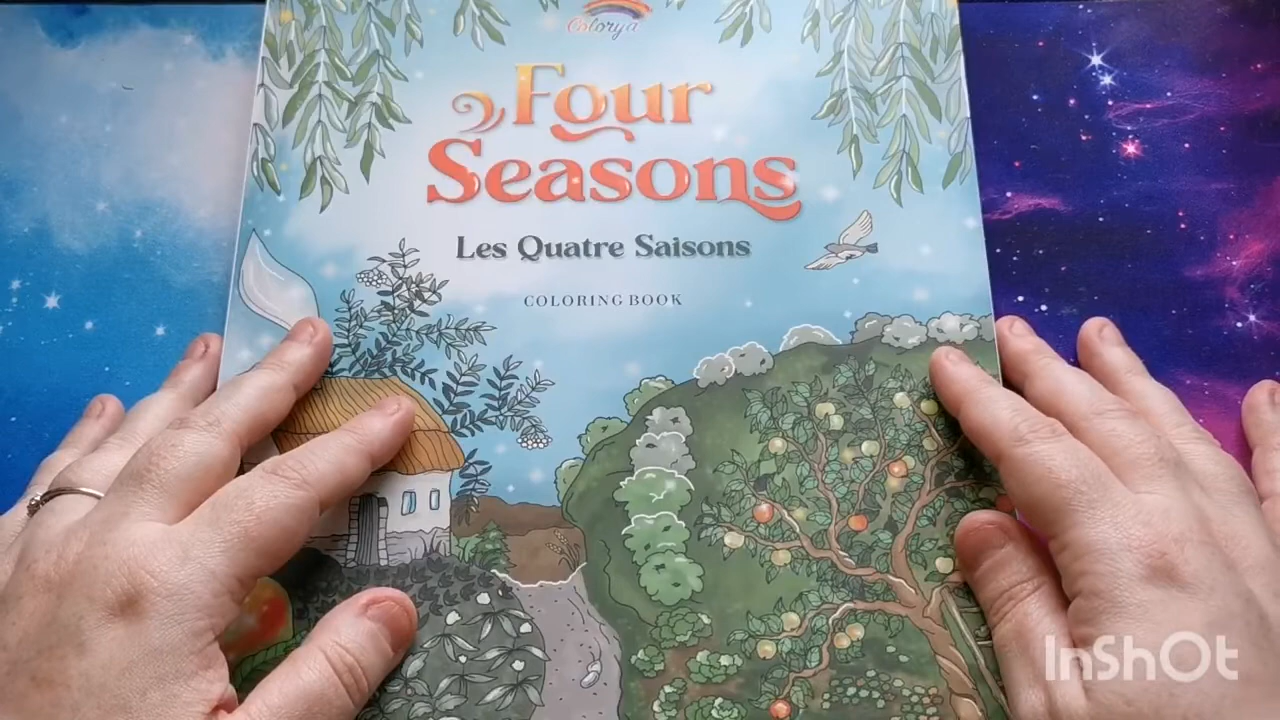 Colorya
Four
Seasons
Les Quatre Saisons
COLORING BOOK
InShOt